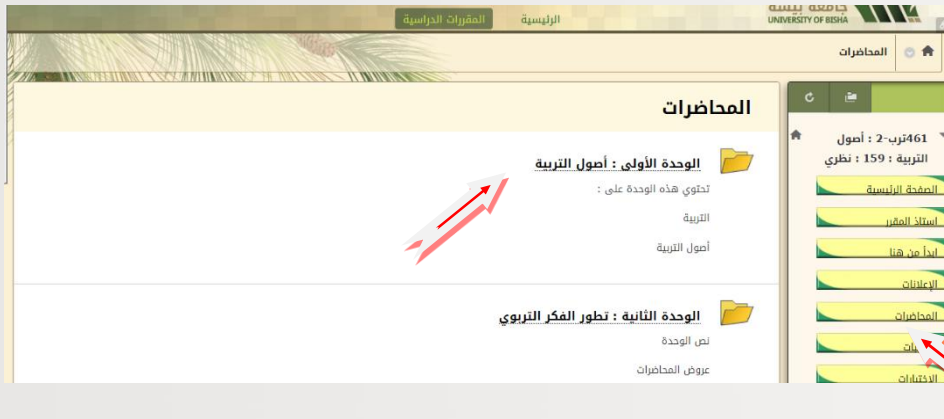 جامعة بيشة
UNIVERSITY OF BISHA
الرئيسية
المقررات الدراسية
المحاضرات
461ترب-2 : أصول
التربية : 159 : نظري
الصفحة الرئيسية
استاذ المقرر
ابدأ من هنا
الإعلانات
المحاضرات
الاختبارات
المحاضرات
الوحدة الأولى : أصول التربية
تحتوي هذه الوحدة على :
التربية
أصول التربية
الوحدة الثانية : تطور الفكر التربوي
نص الوحدة
عروض المحاضرات